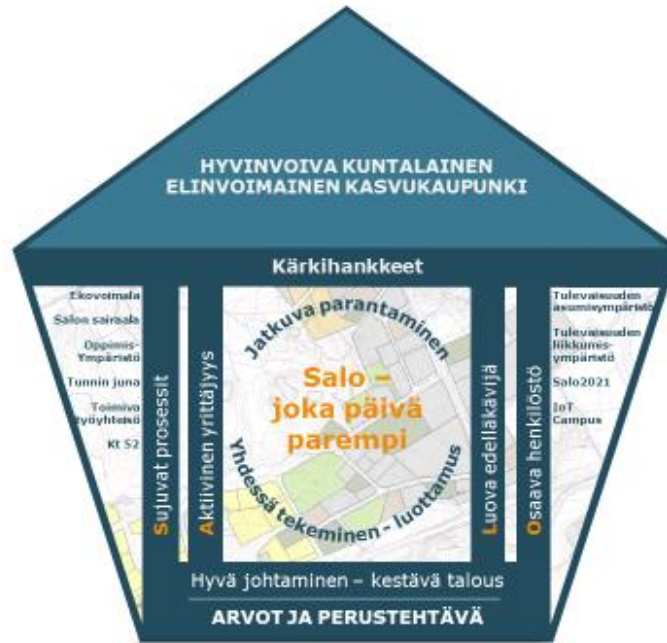 HYVINVOIVA KUNTALAINEN
ELINVOIMAINEN KASVUKAUPUNKI
Kärkihankkeet
Ekovoimala
Salon sairaala
Oppimis-
Ympäristö
Tunnin juna
Toimiva
työyhteisö
Kt 52
Sujuvat prosessit
Aktiivinen yrittäjyys
Jatkuva parantaminen
Salo –
joka päivä
parempi
Yhdessä tekeminen – luottamus
Luova edelläkävijä
Osaava henkilöstö
Tulevaisuuden
asumisympäristö
Tulevaisuuden
liikkumis-
ympäristö
Salo2021
IoT
Campus
Hyvä johtaminen – kestävä talous
ARVOT JA PERUSTEHTÄVÄ